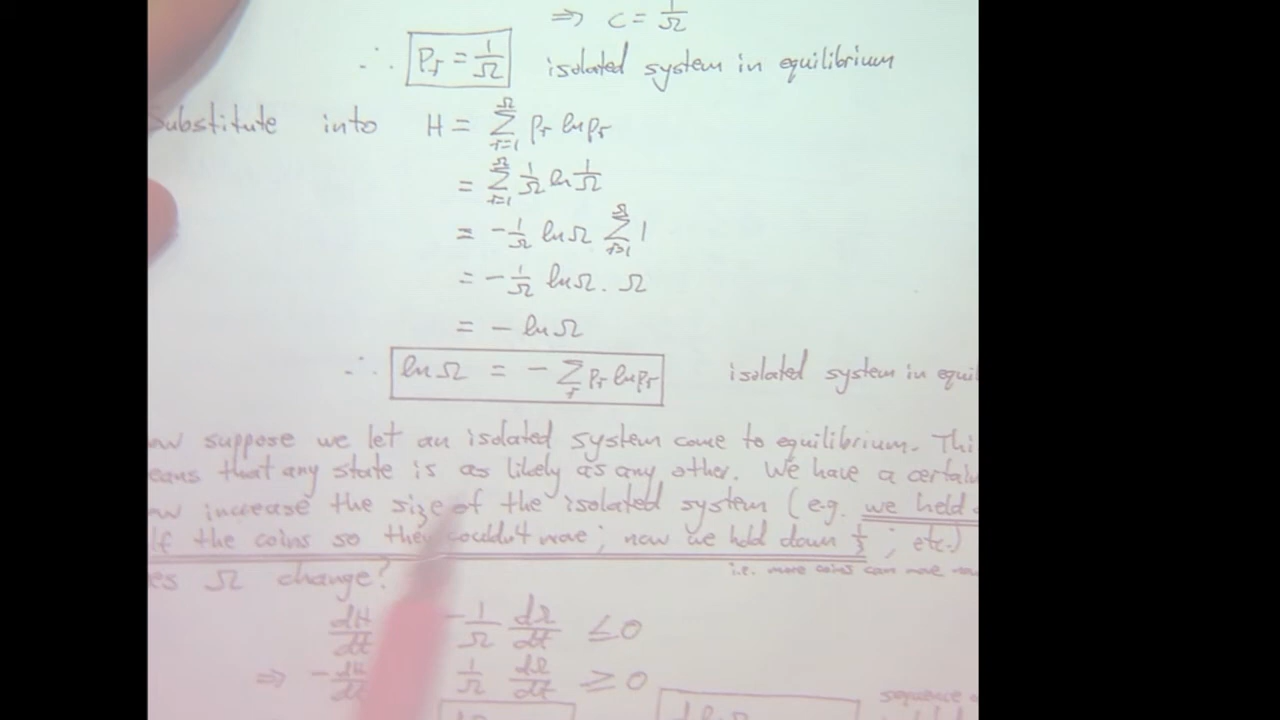 ⇒ C = 1/Ω
∴ Pr = 1/Ω isolated system in equilibrium
Substitute into H = Σ_{r=1}^{Ω} pr ln pr
= Σ_{r=1}^{Ω} 1/Ω ln 1/Ω
= - 1/Ω ln Ω Σ_{r=1}^{Ω} 1
= - 1/Ω ln Ω . Ω
= - ln Ω
∴ ln Ω = - Σ_r pr ln pr isolated system in equi
suppose we let an isolated system come to equilibrium. Thi
that any state is as likely as any other. We have a certain
increase the size of the isolated system (e.g. we held
the coins so they couldn't move; now we hold down 1/3; etc.)
i.e. more coins can move now
Ω change?
dH/dt - 1/Ω dΩ/dt ≤ 0
⇒ - dH/dt 1/Ω dΩ/dt ≥ 0
sequence